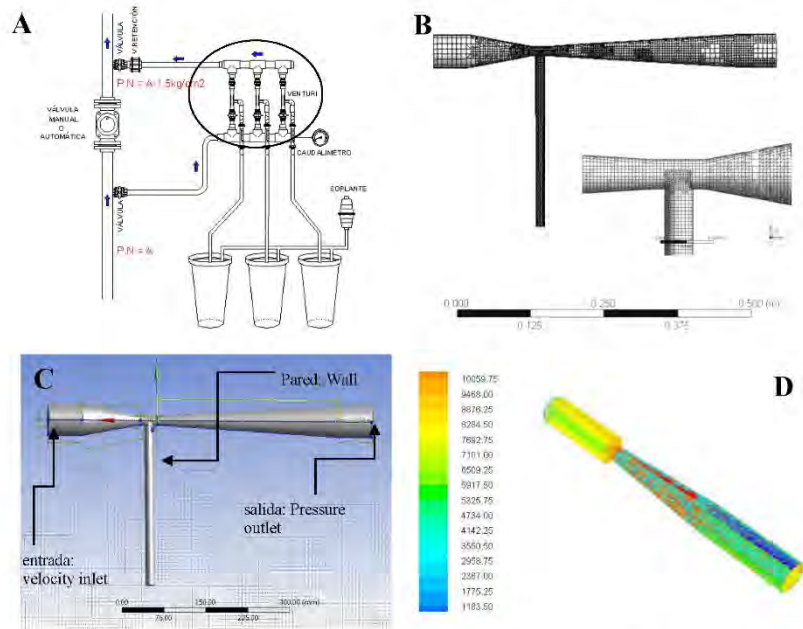 A
VÁLVULA
V.RETENCIÓN
P.N = A-1,5kg/cm2
VÁLVULA
MANUAL
O
AUTOMÁTICA
VENTURI
CAUDALIMETRO
SOPLANTE
VÁLVULA
P.N = A
B
0.000
0.250
0.500 (m)
0.125
0.375
C
Pared: Wall
salida: Pressure
outlet
entrada:
velocity inlet
0.00
150.00
300.00 (mm)
75.00
225.00
D
10059.75
9468.00
8876.25
8284.50
7692.75
7101.00
6509.25
5917.50
5325.75
4734.00
4142.25
3550.50
2958.75
2367.00
1775.25
1183.50